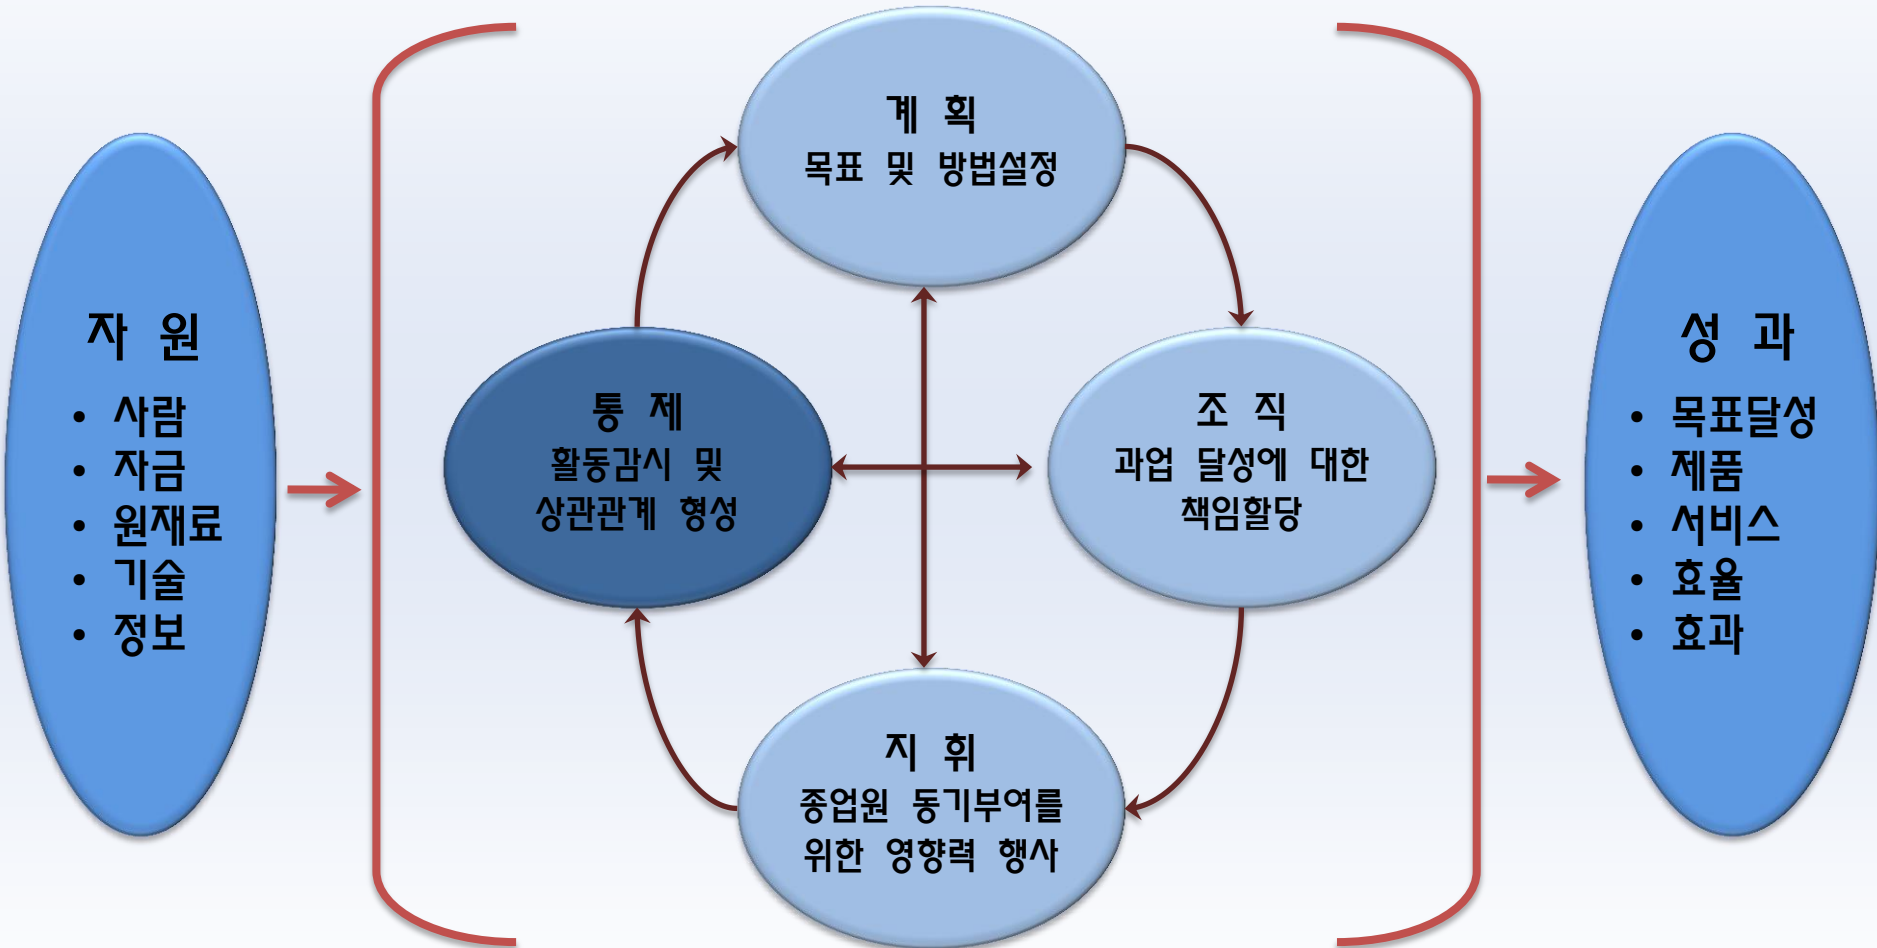 자 원
• 사람
• 자금
• 원재료
• 기술
• 정보
계 획
목표 및 방법설정
통 제
활동감시 및
상관관계 형성
조 직
과업 달성에 대한
책임할당
지 휘
종업원 동기부여를
위한 영향력 행사
성 과
• 목표달성
• 제품
• 서비스
• 효율
• 효과